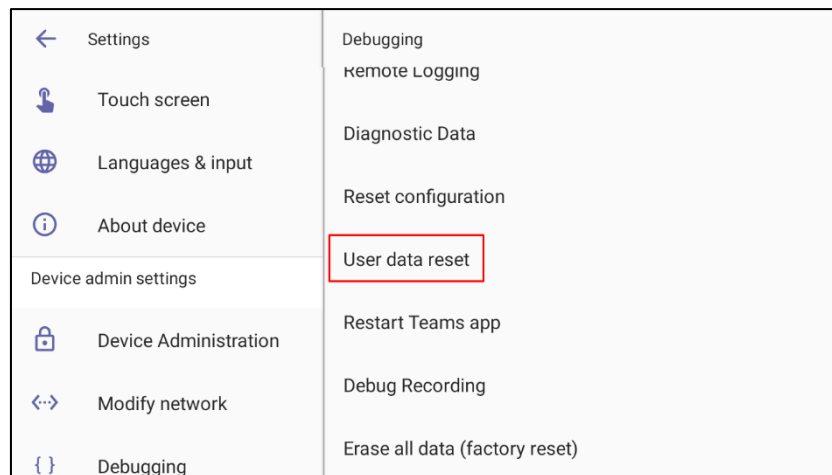 Settings
Touch screen
Languages & input
About device
Device admin settings
Device Administration
Modify network
{ } Debugging
Debugging
Remote Logging
Diagnostic Data
Reset configuration
User data reset
Restart Teams app
Debug Recording
Erase all data (factory reset)